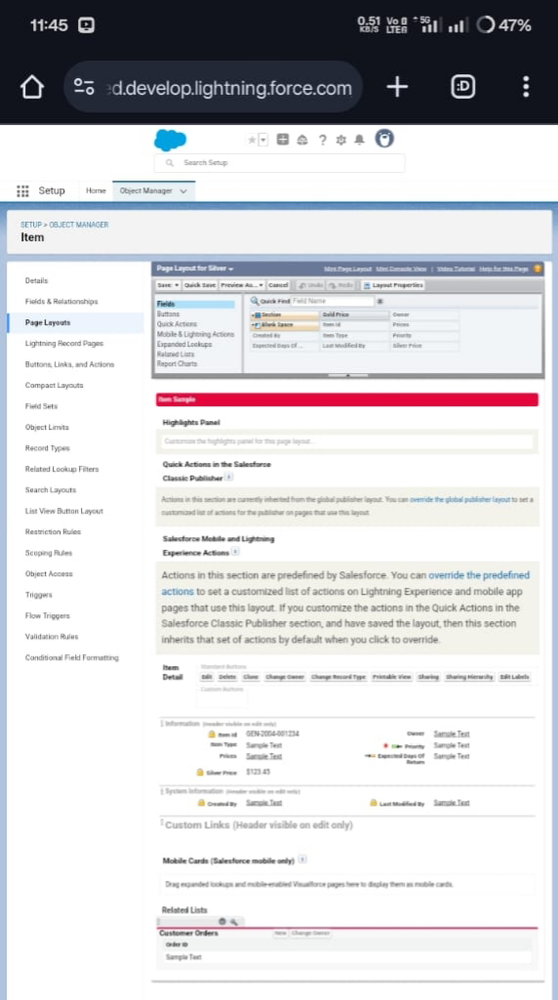 11:45
0.51 KB/S Vo LTE 5G 47%
ed.develop.lightning.force.com
:D
Search Setup
Setup Home Object Manager
SETUP > OBJECT MANAGER
Item
Details
Fields & Relationships
Page Layouts
Lightning Record Pages
Buttons, Links, and Actions
Compact Layouts
Field Sets
Object Limits
Record Types
Related Lookup Filters
Search Layouts
List View Button Layout
Restriction Rules
Scoping Rules
Object Access
Triggers
Flow Triggers
Validation Rules
Conditional Field Formatting
Page Layout for Silver
Mini Page Layout Mini Console View | Video Tutorial Help for this Page
Save Quick Save Preview As... Cancel Undo Redo Layout Properties
Fields
Buttons
Quick Actions
Mobile & Lightning Actions
Expanded Lookups
Related Lists
Report Charts
Quick Find Field Name
Section Gold Price Owner
Blank Space Item Id Prices
Created By Item Type Priority
Expected Days Of ... Last Modified By Silver Price
Item Sample
Highlights Panel
Customize the highlights panel for this page layout...
Quick Actions in the Salesforce
Classic Publisher
Actions in this section are currently inherited from the global publisher layout. You can override the global publisher layout to set a
customized list of actions for the publisher on pages that use this layout.
Salesforce Mobile and Lightning
Experience Actions
Actions in this section are predefined by Salesforce. You can override the predefined
actions to set a customized list of actions on Lightning Experience and mobile app
pages that use this layout. If you customize the actions in the Quick Actions in the
Salesforce Classic Publisher section, and have saved the layout, then this section
inherits that set of actions by default when you click to override.
Item
Detail
Standard Buttons
Edit Delete Clone Change Owner Change Record Type Printable View Sharing Sharing Hierarchy Edit Labels
Custom Buttons
Information (Header visible on edit only)
Item Id GEN-2004-001234 Owner Sample Text
Item Type Sample Text Priority Sample Text
Prices Sample Text Expected Days Of Return Sample Text
Silver Price $123.45
System Information (Header visible on edit only)
Created By Sample Text Last Modified By Sample Text
Custom Links (Header visible on edit only)
Mobile Cards (Salesforce mobile only)
Drag expanded lookups and mobile-enabled Visualforce pages here to display them as mobile cards.
Related Lists
Customer Orders New Change Owner
Order ID
Sample Text